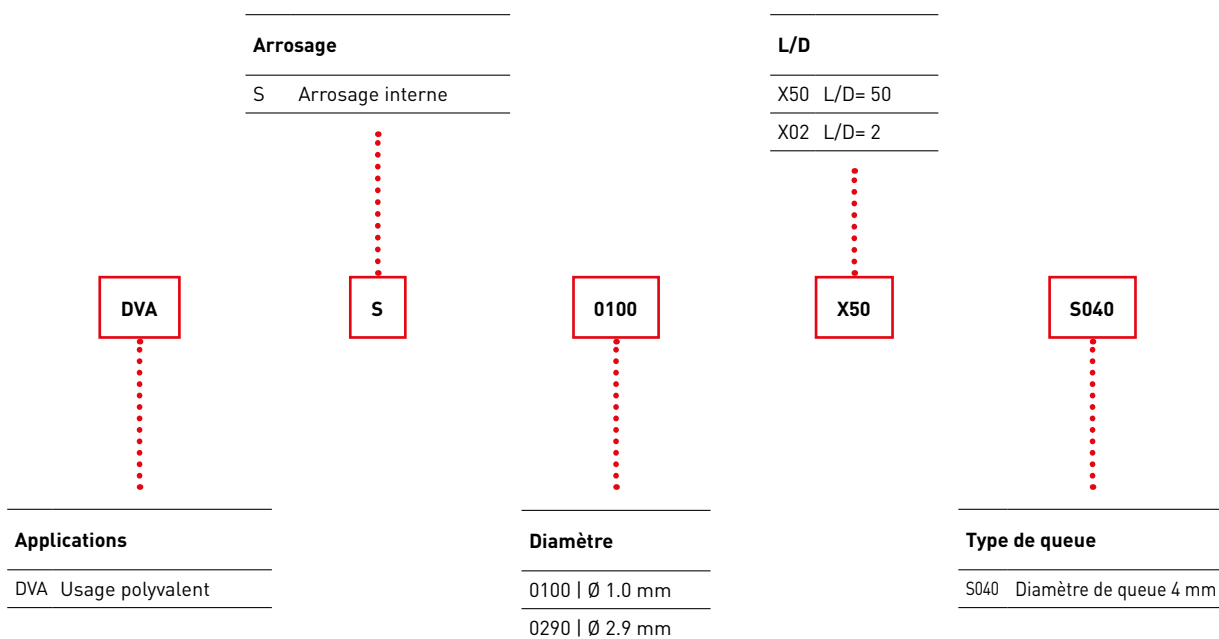 Arrosage
S Arrosage interne
L/D
X50 L/D= 50
X02 L/D= 2
DVA
S
0100
X50
S040
Applications
DVA Usage polyvalent
Diamètre
0100 | Ø 1.0 mm
0290 | Ø 2.9 mm
Type de queue
S040 Diamètre de queue 4 mm